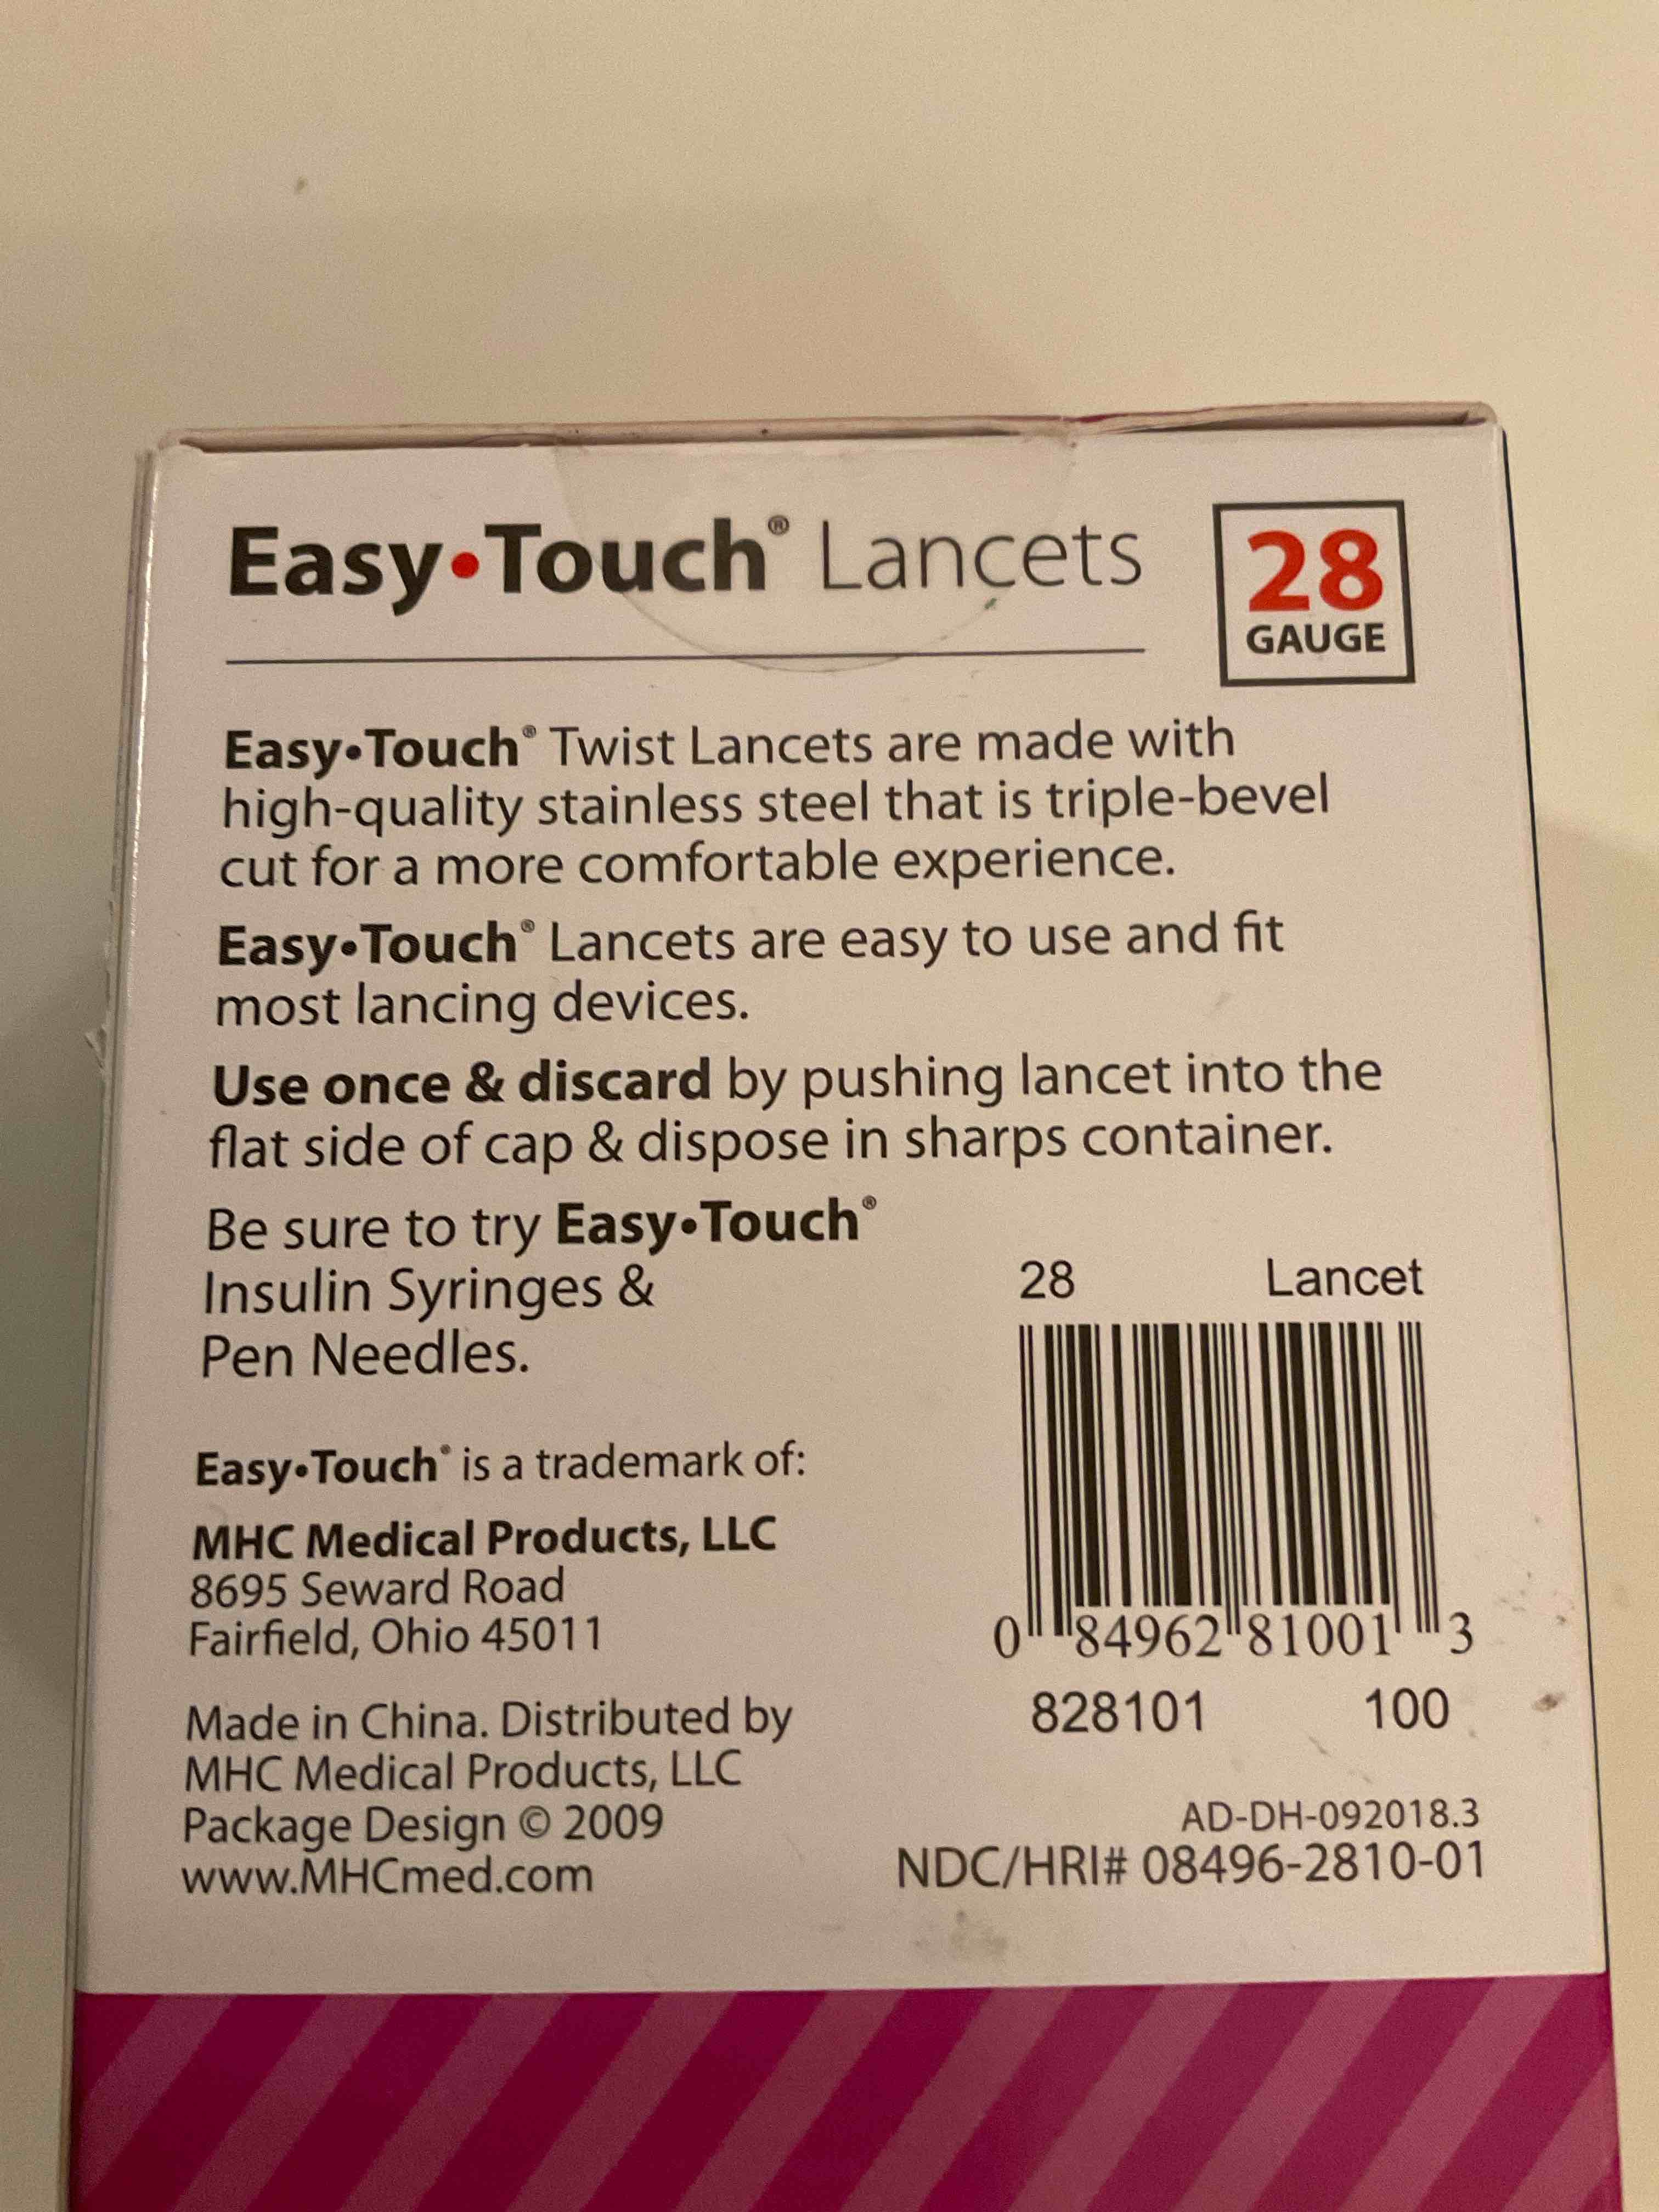 Easy•Touch® Lancets
28
GAUGE
Easy•Touch® Twist Lancets are made with
high-quality stainless steel that is triple-bevel
cut for a more comfortable experience.
Easy•Touch® Lancets are easy to use and fit
most lancing devices.
Use once & discard by pushing lancet into the
flat side of cap & dispose in sharps container.
Be sure to try Easy•Touch®
Insulin Syringes &
Pen Needles.
Easy•Touch® is a trademark of:
MHC Medical Products, LLC
8695 Seward Road
Fairfield, Ohio 45011
Made in China. Distributed by
MHC Medical Products, LLC
Package Design © 2009
www.MHCmed.com
28 Lancet
0 84962 81001 3
828101 100
AD-DH-092018.3
NDC/HRI# 08496-2810-01